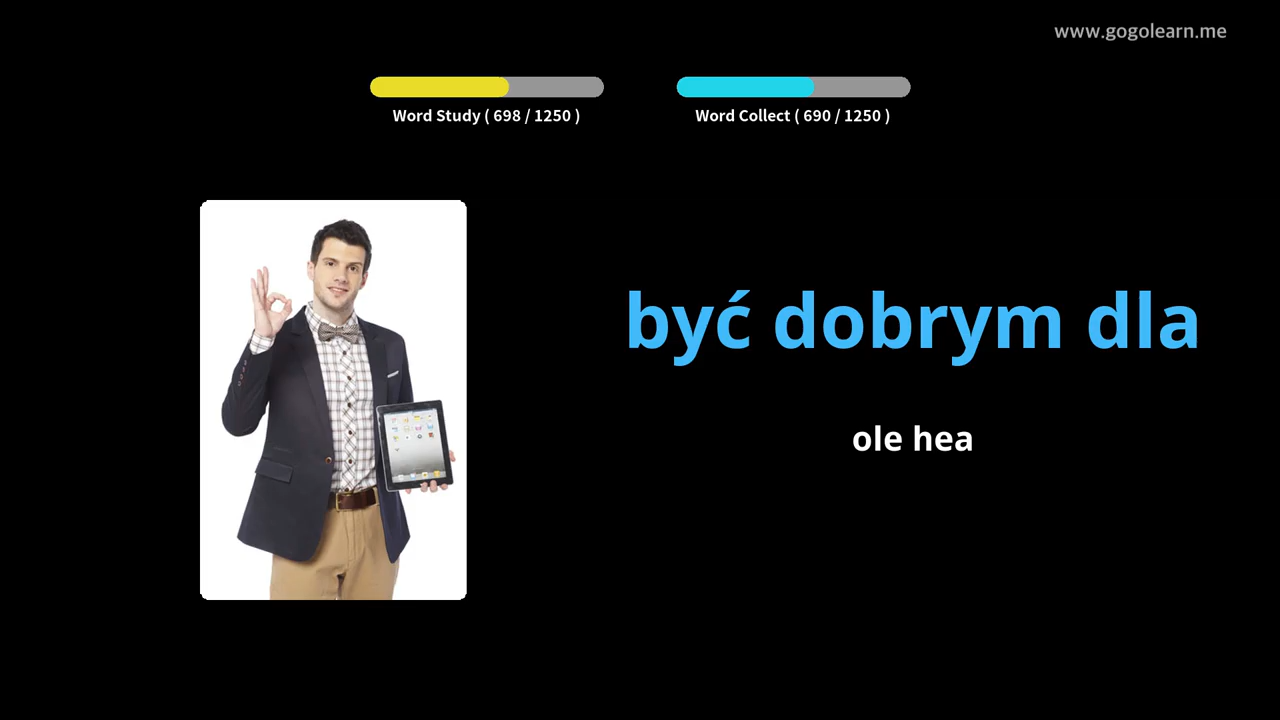 www.gogolearn.me
Word Study ( 698 / 1250 )
Word Collect ( 690 / 1250 )
być dobrym dla
ole hea